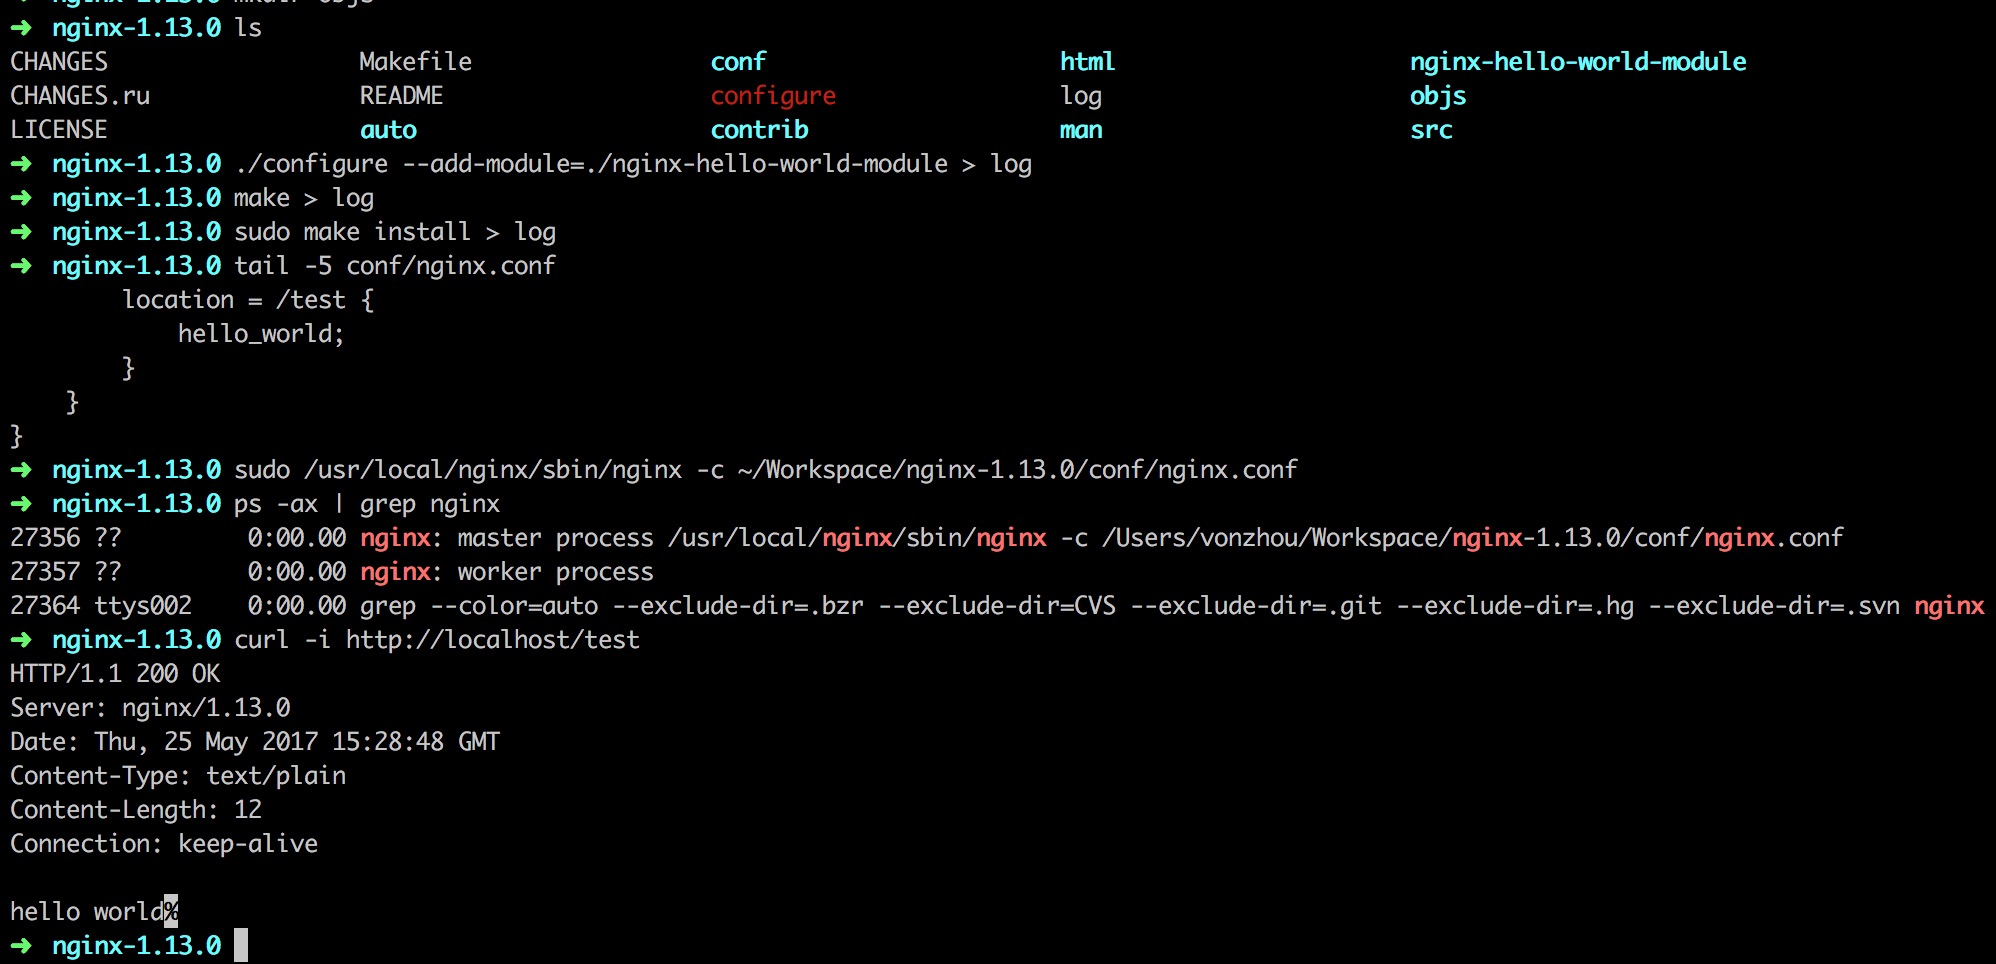 ➜  nginx-1.13.0 mkdir objs
➜  nginx-1.13.0 ls
CHANGES                  Makefile                 conf                     html                     nginx-hello-world-module
CHANGES.ru               README                   configure                log                      objs
LICENSE                  auto                     contrib                  man                      src
➜  nginx-1.13.0 ./configure --add-module=./nginx-hello-world-module > log
➜  nginx-1.13.0 make > log
➜  nginx-1.13.0 sudo make install > log
➜  nginx-1.13.0 tail -5 conf/nginx.conf
        location = /test {
            hello_world;
        }
    }
}
➜  nginx-1.13.0 sudo /usr/local/nginx/sbin/nginx -c ~/Workspace/nginx-1.13.0/conf/nginx.conf
➜  nginx-1.13.0 ps -ax | grep nginx
27356 ??         0:00.00 nginx: master process /usr/local/nginx/sbin/nginx -c /Users/vonzhou/Workspace/nginx-1.13.0/conf/nginx.conf
27357 ??         0:00.00 nginx: worker process
27364 ttys002    0:00.00 grep --color=auto --exclude-dir=.bzr --exclude-dir=CVS --exclude-dir=.git --exclude-dir=.hg --exclude-dir=.svn nginx
➜  nginx-1.13.0 curl -i http://localhost/test
HTTP/1.1 200 OK
Server: nginx/1.13.0
Date: Thu, 25 May 2017 15:28:48 GMT
Content-Type: text/plain
Content-Length: 12
Connection: keep-alive

hello world%
➜  nginx-1.13.0